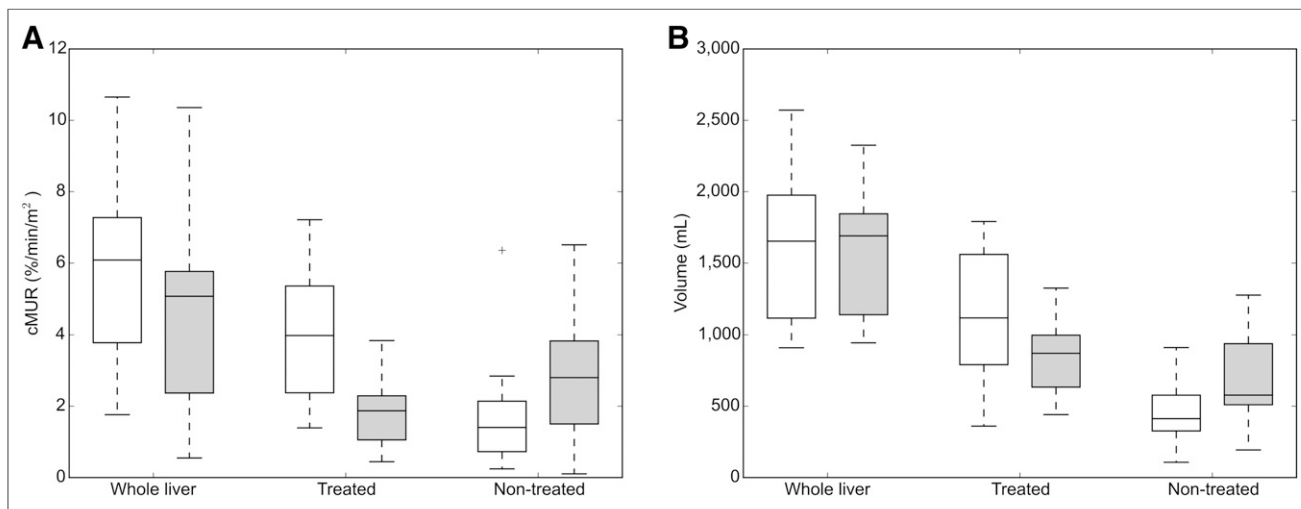 A
12
10
8
6
4
2
0
cMUR (%/min/m²)
Whole liver Treated Non-treated
B
3,000
2,500
2,000
1,500
1,000
500
0
Volume (mL)
Whole liver Treated Non-treated